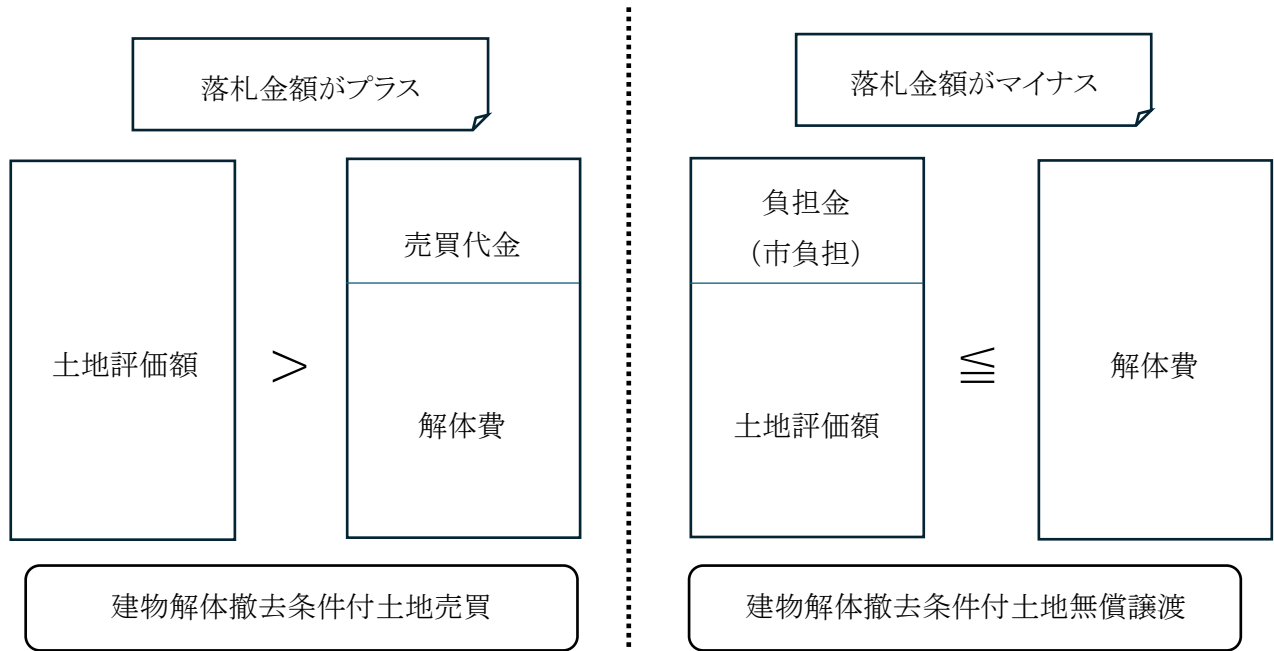 落札金額がプラス
土地評価額
＞
売買代金
解体費
建物解体撤去条件付土地売買
落札金額がマイナス
負担金
（市負担）
土地評価額
≦
解体費
建物解体撤去条件付土地無償譲渡